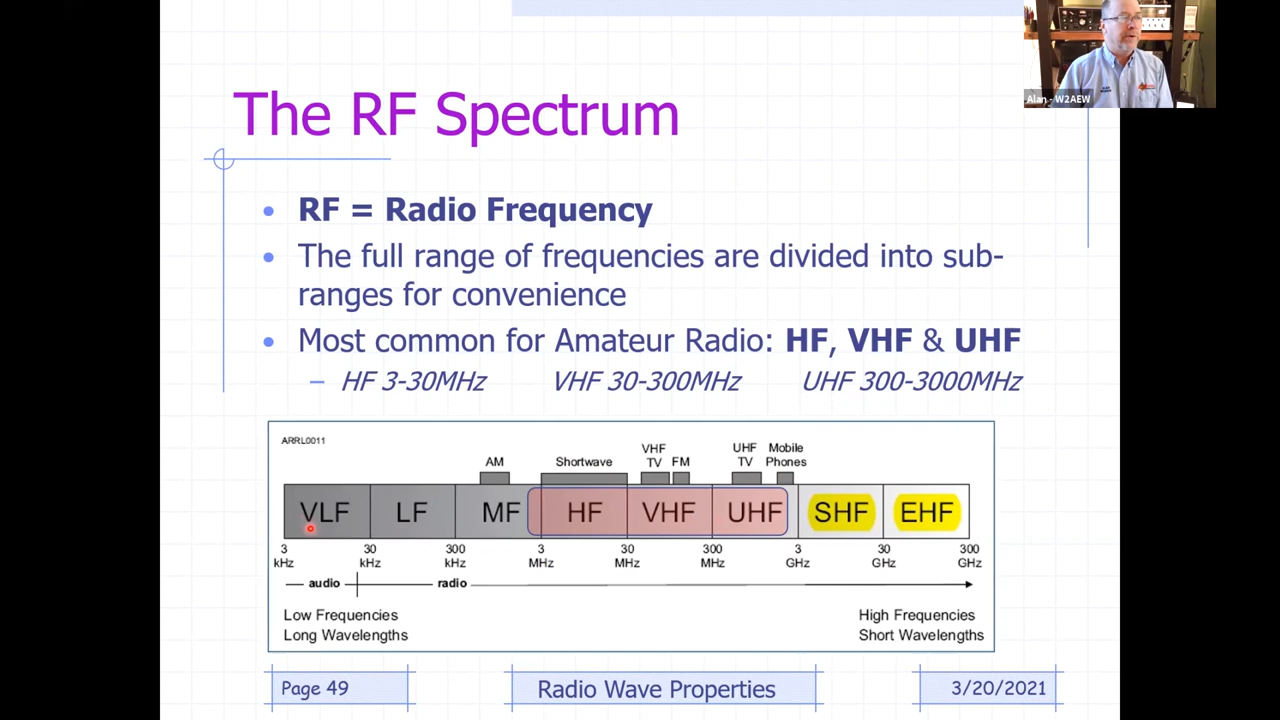 Alan - W2AEW
The RF Spectrum
RF = Radio Frequency
The full range of frequencies are divided into sub-
ranges for convenience
Most common for Amateur Radio: HF, VHF & UHF
– HF 3-30MHz VHF 30-300MHz UHF 300-3000MHz
ARRL0011
AM Shortwave VHF TV FM UHF TV Mobile Phones
VLF LF MF HF VHF UHF SHF EHF
3 30 300 3 30 300 3 30 300
kHz kHz kHz MHz MHz MHz GHz GHz GHz
audio radio
Low Frequencies High Frequencies
Long Wavelengths Short Wavelengths
Page 49 Radio Wave Properties 3/20/2021